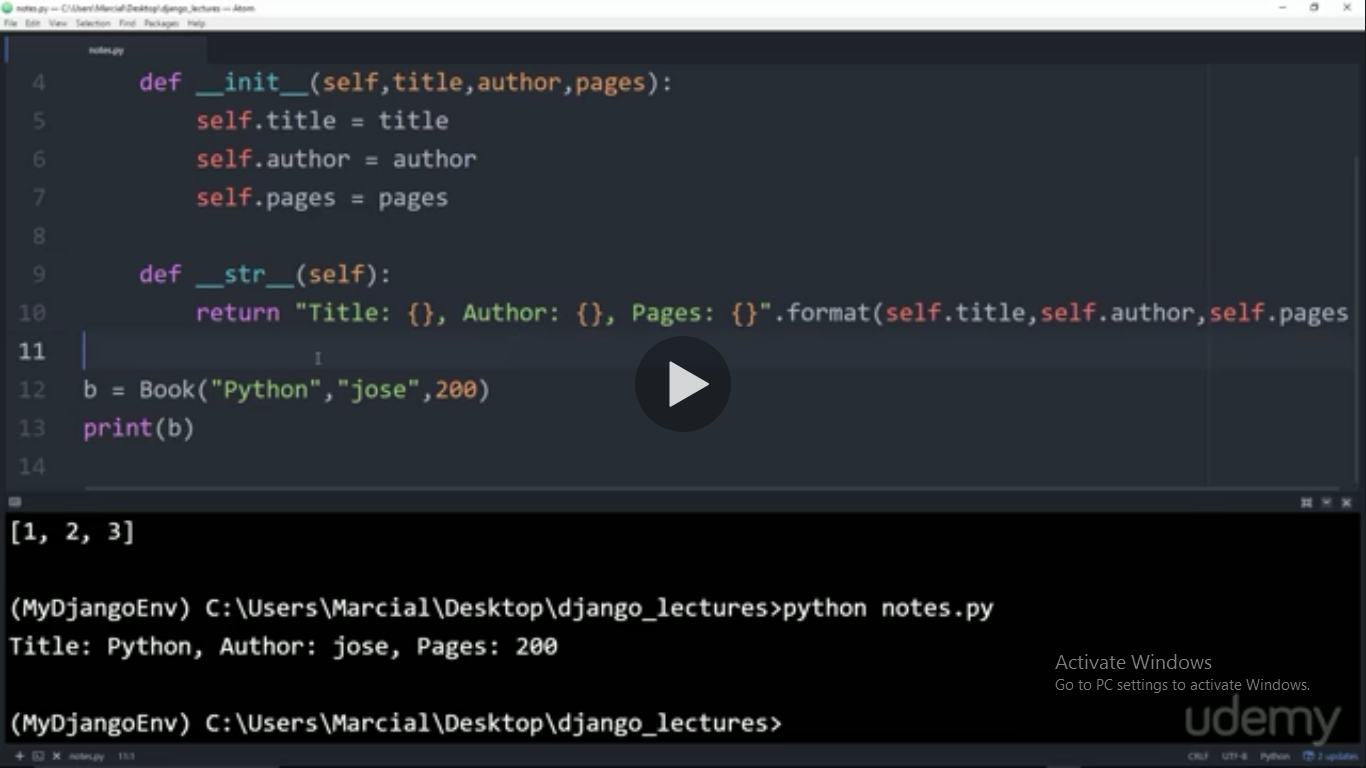 notes.py — C:\Users\Marcial\Desktop\django_lectures — Atom
File Edit View Selection Find Packages Help
notes.py
4 def __init__(self,title,author,pages):
5 self.title = title
6 self.author = author
7 self.pages = pages
8
9 def __str__(self):
10 return "Title: {}, Author: {}, Pages: {}".format(self.title,self.author,self.pages
11
12 b = Book("Python","jose",200)
13 print(b)
14
[1, 2, 3]
(MyDjangoEnv) C:\Users\Marcial\Desktop\django_lectures>python notes.py
Title: Python, Author: jose, Pages: 200
Activate Windows
Go to PC settings to activate Windows.
(MyDjangoEnv) C:\Users\Marcial\Desktop\django_lectures>
udemy
notes.py 11:1 CRLF UTF-8 Python 2 updates